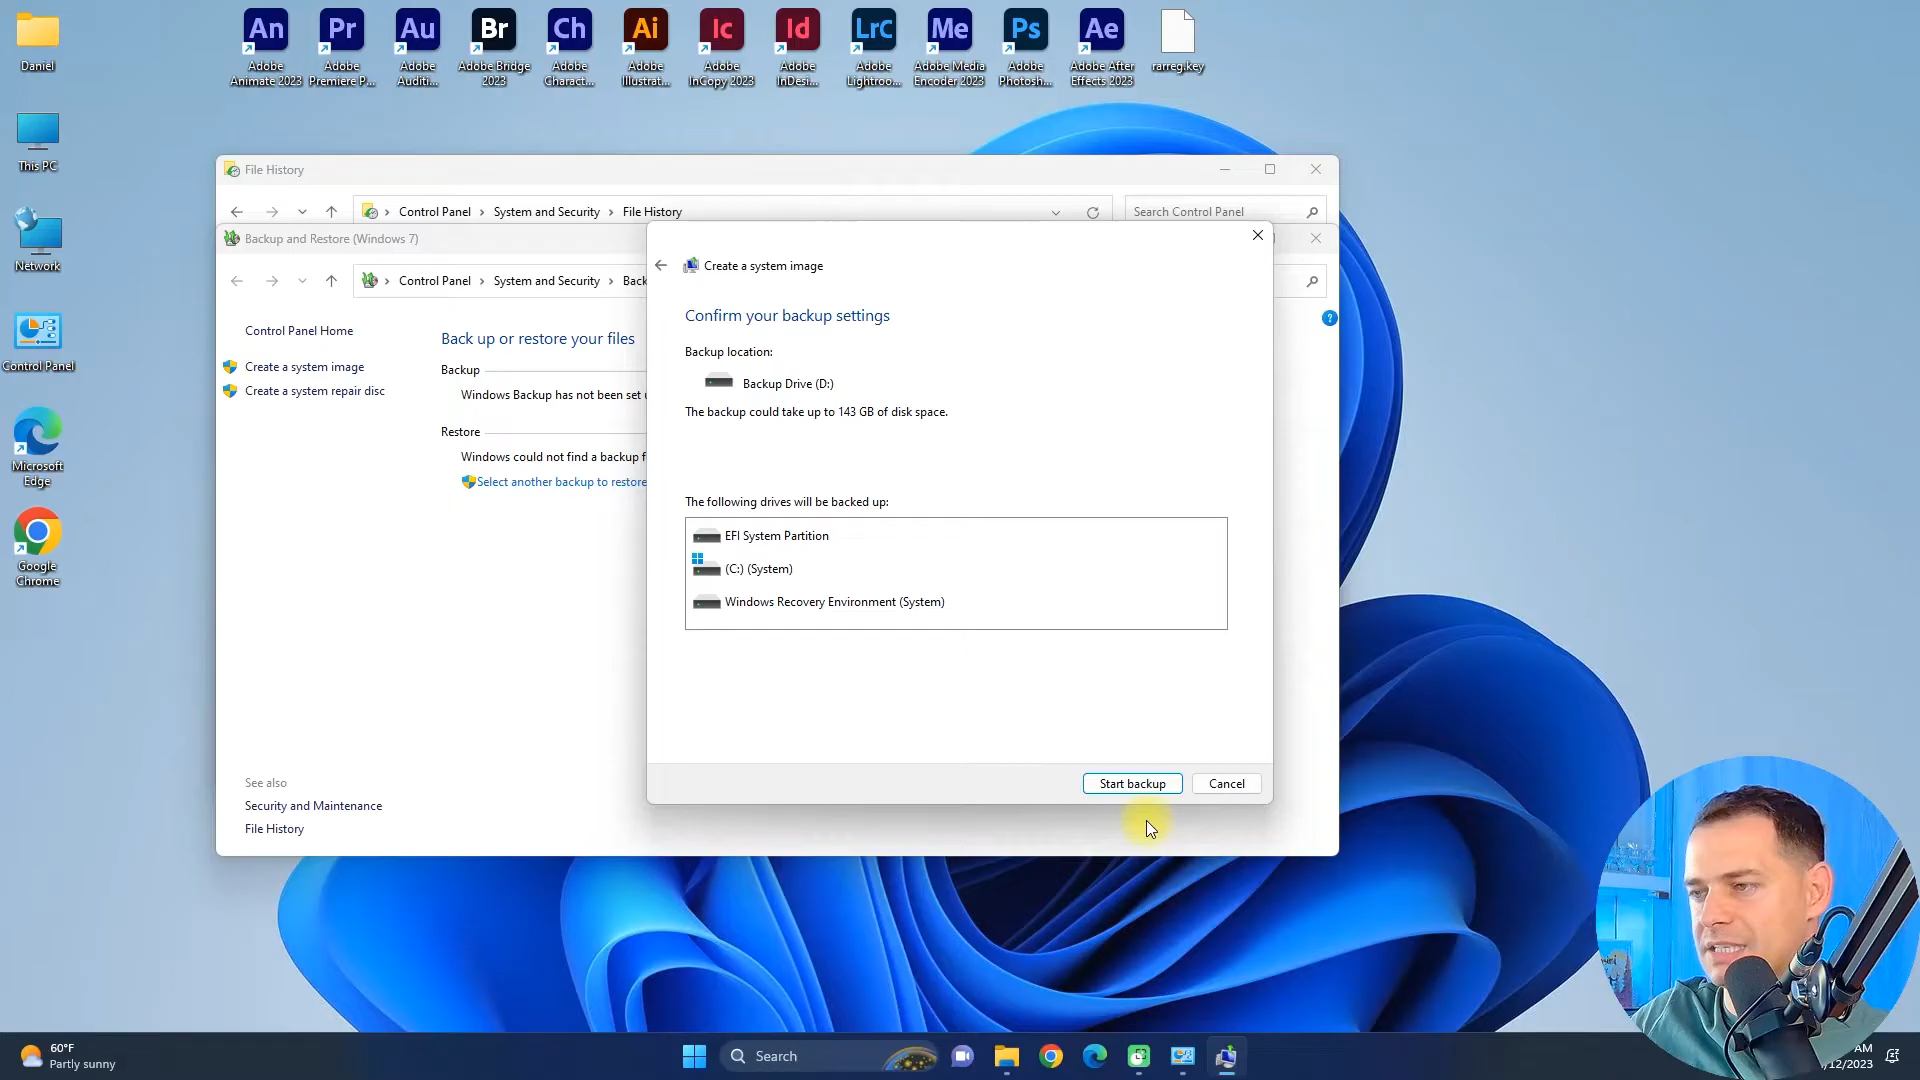 Daniel
This PC
Network
Control Panel
Microsoft
Edge
Google
Chrome
An
Adobe
Animate 2023
Pr
Adobe
Premiere P...
Au
Adobe
Auditi...
Br
Adobe Bridge
2023
Ch
Adobe
Charact...
Ai
Adobe
Illustrat...
Ic
Adobe
InCopy 2023
Id
Adobe
InDesi...
LrC
Adobe
Lightroo...
Me
Adobe Media
Encoder 2023
Ps
Adobe
Photosh...
Ae
Adobe After
Effects 2023
rarreg.key
File History
Control Panel > System and Security > File History
Search Control Panel
Backup and Restore (Windows 7)
Control Panel > System and Security > Back
Control Panel Home
Create a system image
Create a system repair disc
Back up or restore your files
Backup
Windows Backup has not been set
Restore
Windows could not find a backup
Select another backup to restore
See also
Security and Maintenance
File History
Create a system image
Confirm your backup settings
Backup location:
Backup Drive (D:)
The backup could take up to 143 GB of disk space.
The following drives will be backed up:
EFI System Partition
(C:) (System)
Windows Recovery Environment (System)
Start backup
Cancel
60°F
Partly sunny
Search
AM
/12/2023